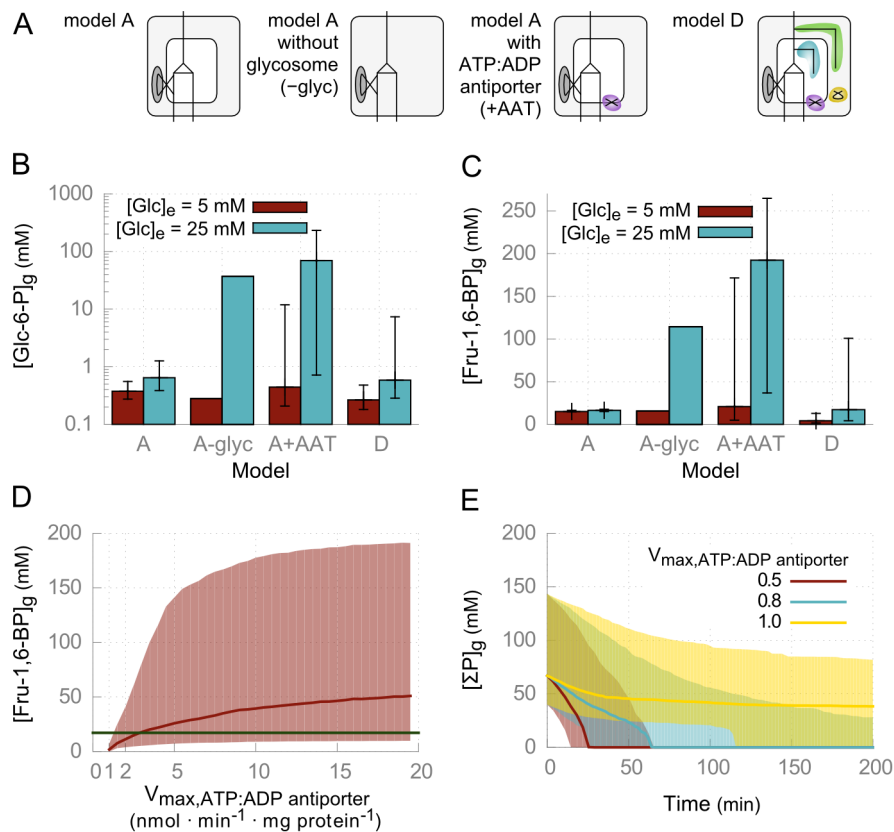 A
model A
model A
without
glycosome
(−glyc)
model A
with
ATP:ADP
antiporter
(+AAT)
model D
B
[Glc-6-P]g (mM)
1000
100
10
1
0.1
[Glc]e = 5 mM
[Glc]e = 25 mM
A
A-glyc
A+AAT
D
Model
C
[Fru-1,6-BP]g (mM)
250
200
150
100
50
0
[Glc]e = 5 mM
[Glc]e = 25 mM
A
A-glyc
A+AAT
D
Model
D
[Fru-1,6-BP]g (mM)
200
150
100
50
0
0 1 2 5 10 15 20
Vmax,ATP:ADP antiporter
(nmol · min-1 · mg protein-1)
E
[ΣP]g (mM)
200
150
100
50
0
Vmax,ATP:ADP antiporter
0.5
0.8
1.0
0 50 100 150 200
Time (min)